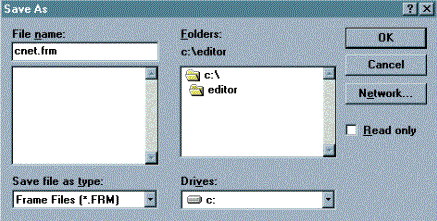 Save As
File name:
cnet.frm
Folders:
c:\editor
c:\
editor
OK
Cancel
Network...
Read only
Save file as type:
Frame Files (*.FRM)
Drives:
c: